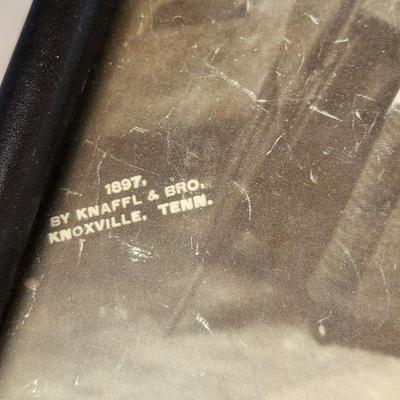 1897,
BY KNAFFL & BRO.
KNOXVILLE, TENN.